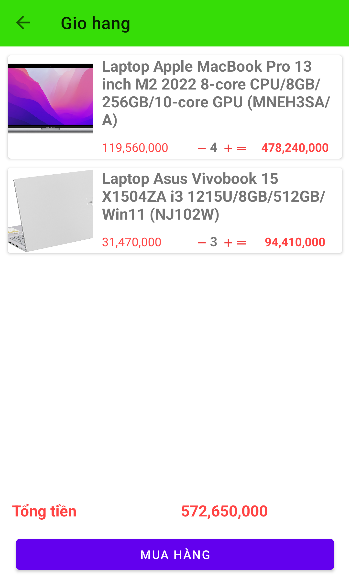 Gio hang
Laptop Apple MacBook Pro 13
inch M2 2022 8-core CPU/8GB/
256GB/10-core GPU (MNEH3SA/
A)
119,560,000 − 4 + = 478,240,000
Laptop Asus Vivobook 15
X1504ZA i3 1215U/8GB/512GB/
Win11 (NJ102W)
31,470,000 − 3 + = 94,410,000
Tổng tiền 572,650,000
MUA HÀNG